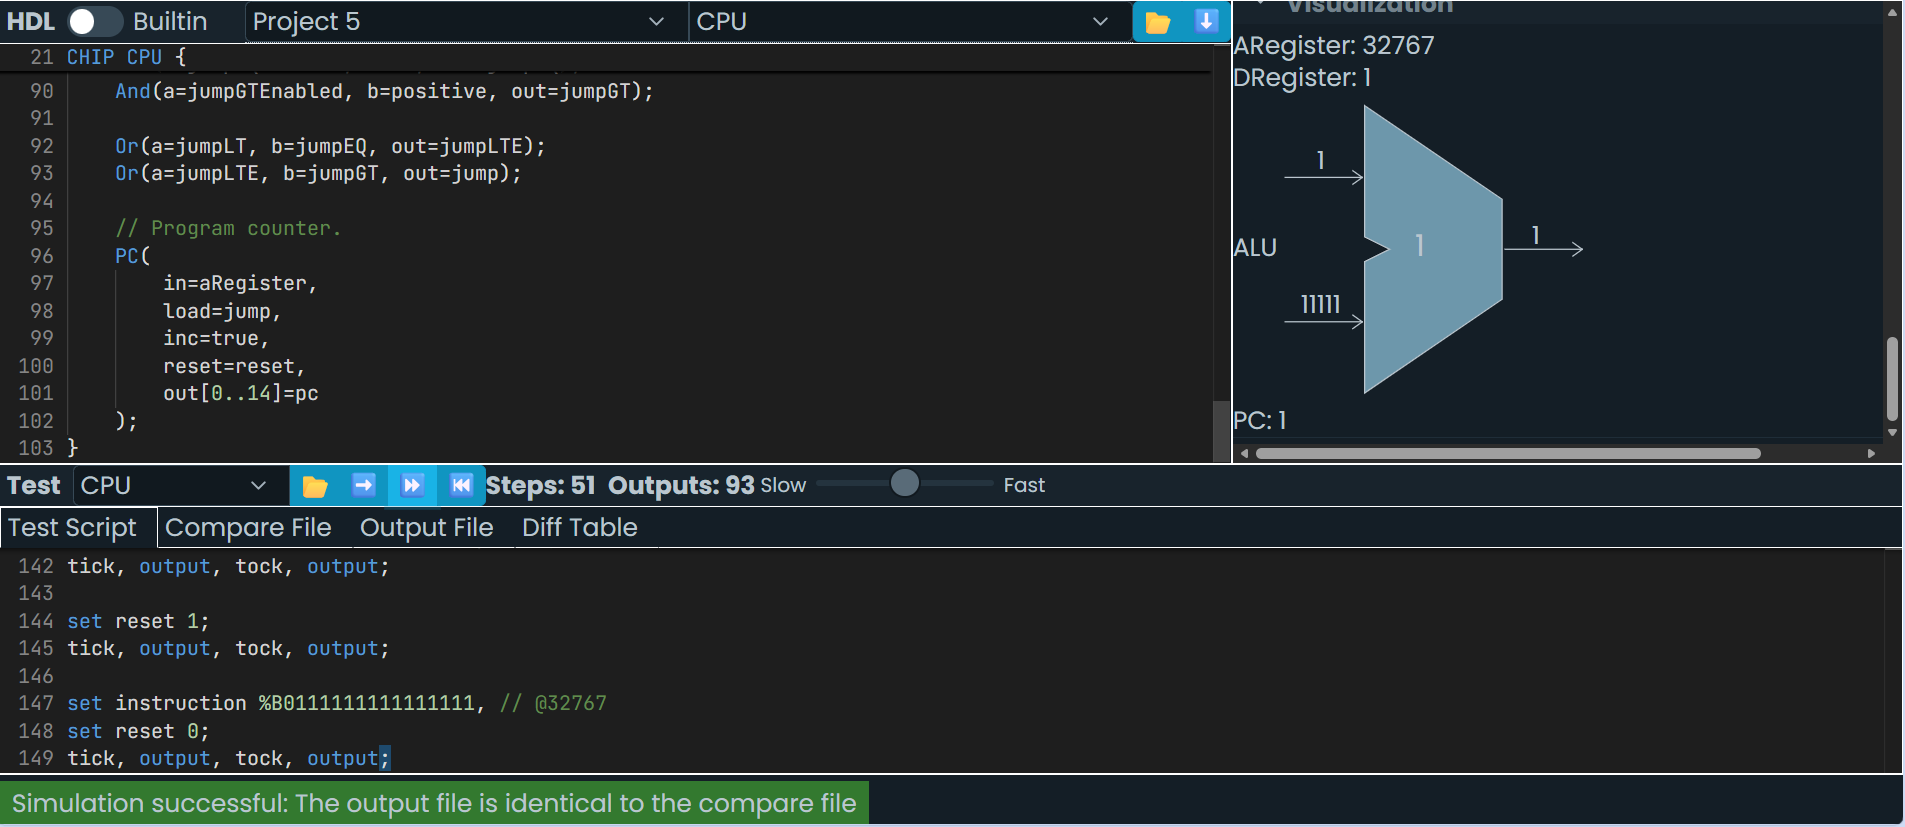 HDL Builtin Project 5 CPU
21 CHIP CPU {
90 And(a=jumpGTEnabled, b=positive, out=jumpGT);
91
92 Or(a=jumpLT, b=jumpEQ, out=jumpLTE);
93 Or(a=jumpLTE, b=jumpGT, out=jump);
94
95 // Program counter.
96 PC(
97 in=aRegister,
98 load=jump,
99 inc=true,
100 reset=reset,
101 out[0..14]=pc
102 );
103 }
Visualization
ARegister: 32767
DRegister: 1
1
ALU
1
1
11111
PC: 1
Test CPU Steps: 51 Outputs: 93 Slow Fast
Test Script Compare File Output File Diff Table
142 tick, output, tock, output;
143
144 set reset 1;
145 tick, output, tock, output;
146
147 set instruction %B0111111111111111, // @32767
148 set reset 0;
149 tick, output, tock, output;
Simulation successful: The output file is identical to the compare file